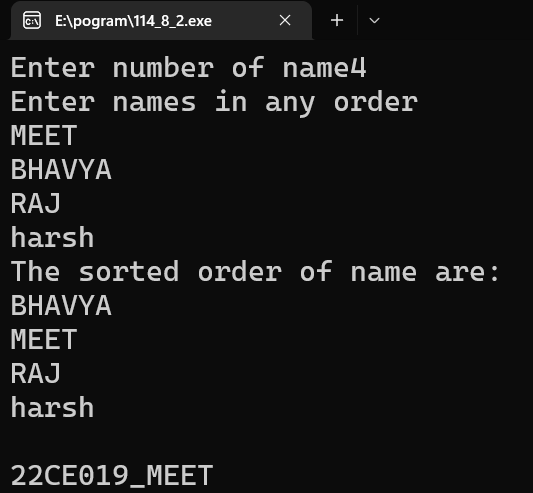 E:\pogram\114_8_2.exe
Enter number of name4
Enter names in any order
MEET
BHAVYA
RAJ
harsh
The sorted order of name are:
BHAVYA
MEET
RAJ
harsh
22CE019_MEET